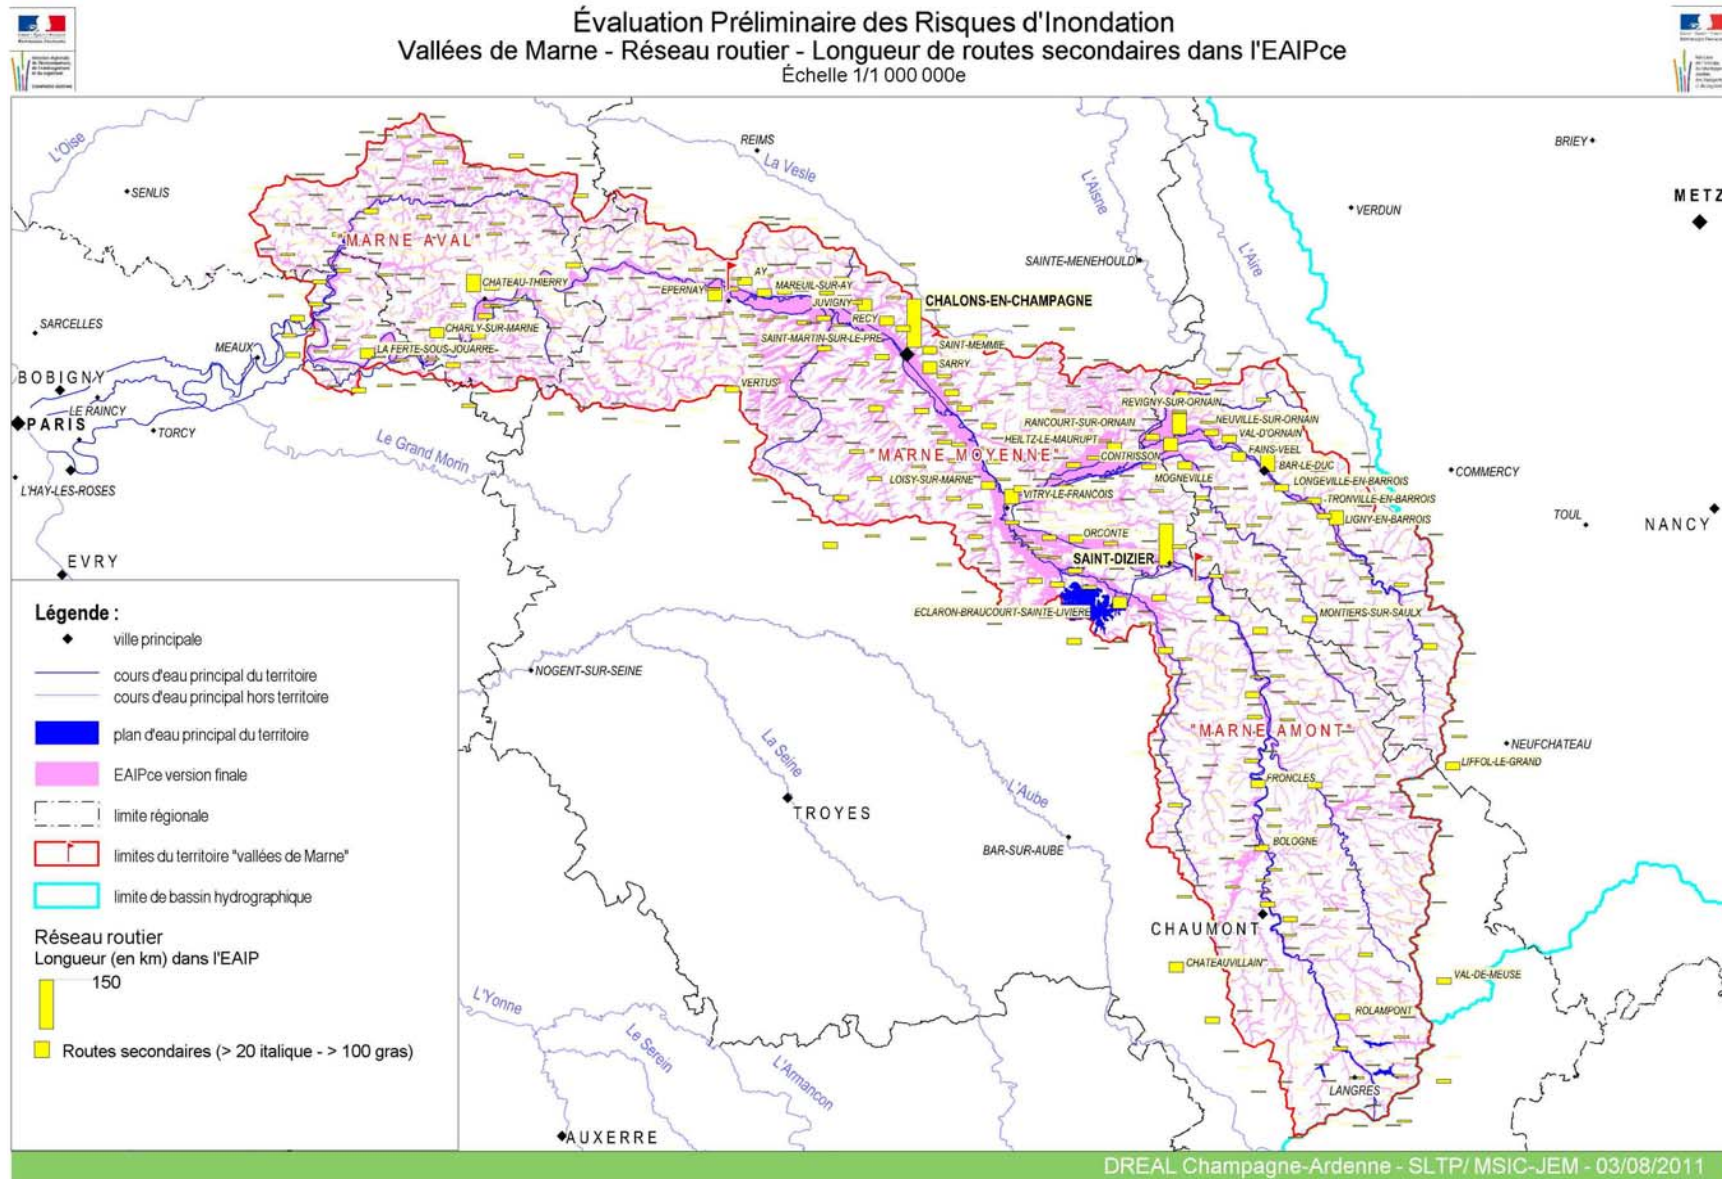 Évaluation Préliminaire des Risques d'Inondation
Vallées de Marne - Réseau routier - Longueur de routes secondaires dans l'EAIPce
Échelle 1/1 000 000e
L'Oise
REIMS
La Vesle
BRIEY
SENLIS
L'Aisne
METZ
VERDUN
"MARNE AVAL"
L'Aire
SAINTE-MENEHOULD
AY
CHATEAU-THIERRY
EPERNAY
MAREUIL-SUR-AY
JUVIGNY
CHALONS-EN-CHAMPAGNE
RECY
SARCELLES
CHARLY-SUR-MARNE
SAINT-MARTIN-SUR-LE-PRE
SAINT-MEMMIE
MEAUX
LA FERTE-SOUS-JOUARRE
SARRY
BOBIGNY
VERTUS
REVIGNY-SUR-ORNAIN
LE RAINCY
PARIS
TORCY
RANCOURT-SUR-ORNAIN
NEUVILLE-SUR-ORNAIN
VAL-D'ORNAIN
Le Grand Morin
HEILTZ-LE-MAURUPT
FAINS-VEEL
"MARNE MOYENNE"
CONTRISSON
BAR-LE-DUC
COMMERCY
L'HAY-LES-ROSES
LOISY-SUR-MARNE
MOGNEVILLE
LONGEVILLE-EN-BARROIS
VITRY-LE-FRANCOIS
TRONVILLE-EN-BARROIS
LIGNY-EN-BARROIS
TOUL
NANCY
ORCONTE
EVRY
SAINT-DIZIER
ECLARON-BRAUCOURT-SAINTE-LIVIERE
MONTIERS-SUR-SAULX
NOGENT-SUR-SEINE
La Seine
"MARNE AMONT"
NEUFCHATEAU
LIFFOL-LE-GRAND
L'Aube
FRONCLES
TROYES
BAR-SUR-AUBE
BOLOGNE
CHAUMONT
CHATEAUVILLAIN
VAL-DE-MEUSE
L'Yonne
ROLAMPONT
Le Serein
L'Armancon
LANGRES
AUXERRE
Légende :
ville principale
cours d'eau principal du territoire
cours d'eau principal hors territoire
plan d'eau principal du territoire
EAIPce version finale
limite régionale
limites du territoire "vallées de Marne"
limite de bassin hydrographique
Réseau routier
Longueur (en km) dans l'EAIP
150
Routes secondaires (> 20 italique - > 100 gras)
DREAL Champagne-Ardenne - SLTP/ MSIC-JEM - 03/08/2011